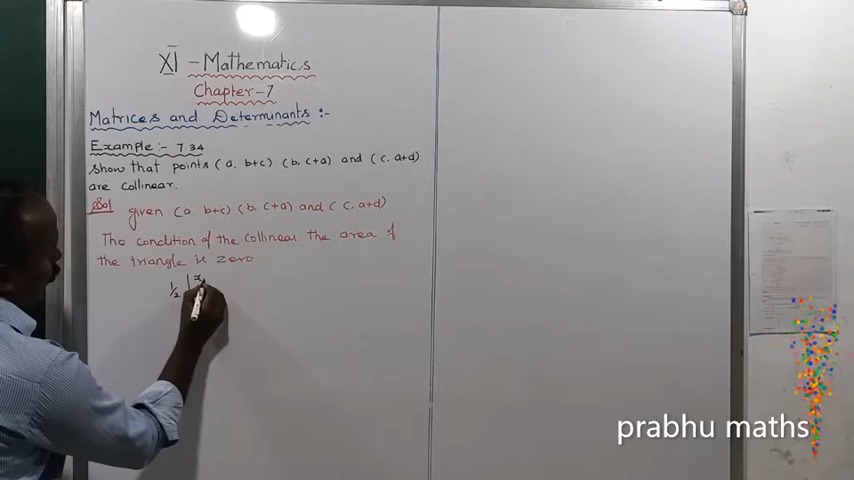 XI - Mathematics
Chapter-7
Matrices and Determinants :-
Example :- 7.34
Show that points (a, b+c) (b, c+a) and (c, a+d)
are collinear.
Sol
given (a, b+c) (b, c+a) and (c, a+d)
The condition of the collinear the area of
the triangle is zero
1/2 | x
prabhu maths